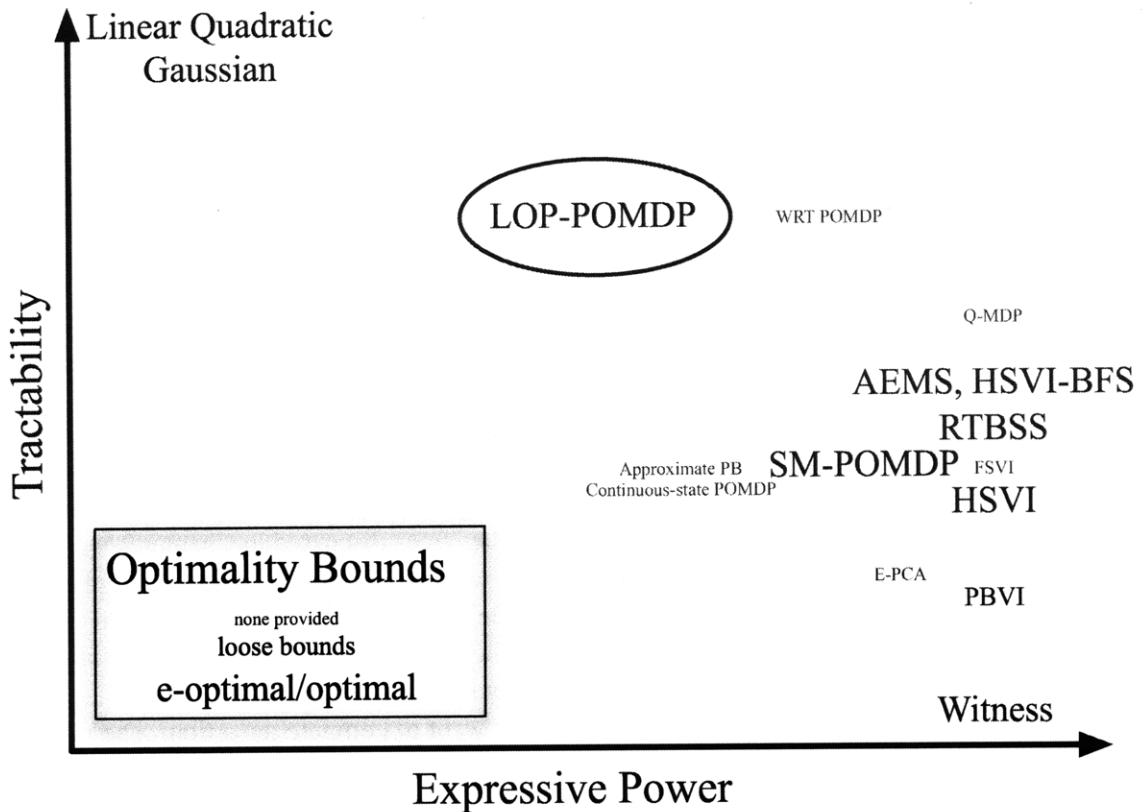 Linear Quadratic
Gaussian
LOP-POMDP
WRT POMDP
Q-MDP
Tractability
AEMS, HSVI-BFS
RTBSS
Approximate PB
SM-POMDP
FSVI
Continuous-state POMDP
HSVI
Optimality Bounds
none provided
loose bounds
e-optimal/optimal
E-PCA
PBVI
Witness
Expressive Power